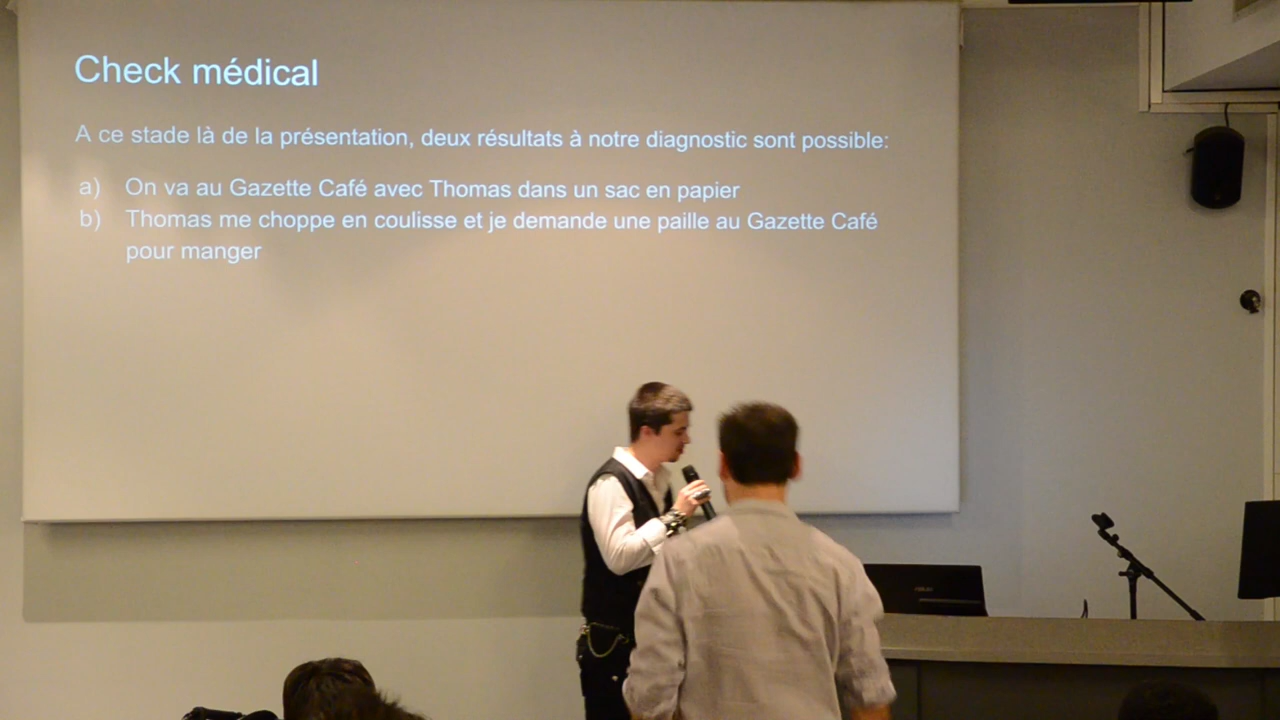 Check médical
A ce stade là de la présentation, deux résultats à notre diagnostic sont possible:
a) On va au Gazette Café avec Thomas dans un sac en papier
b) Thomas me choppe en coulisse et je demande une paille au Gazette Café
pour manger